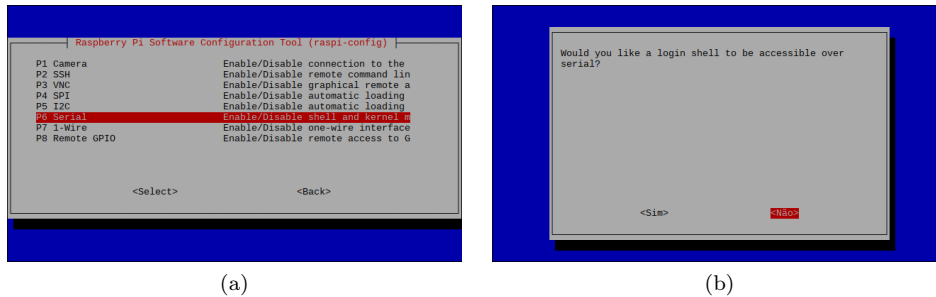 Raspberry Pi Software Configuration Tool (raspi-config)
P1 Camera Enable/Disable connection to the
P2 SSH Enable/Disable remote command lin
P3 VNC Enable/Disable graphical remote a
P4 SPI Enable/Disable automatic loading
P5 I2C Enable/Disable automatic loading
P6 Serial Enable/Disable shell and kernel m
P7 1-Wire Enable/Disable one-wire interface
P8 Remote GPIO Enable/Disable remote access to G
<Select> <Back>
(a)
Would you like a login shell to be accessible over
serial?
<Sim> <Não>
(b)